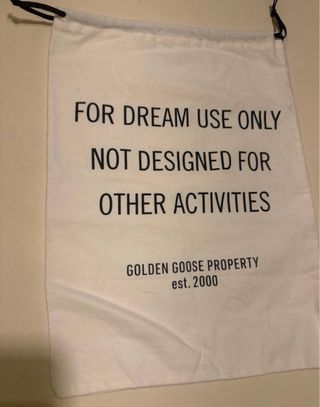 FOR DREAM USE ONLY
NOT DESIGNED FOR
OTHER ACTIVITIES
GOLDEN GOOSE PROPERTY
est. 2000